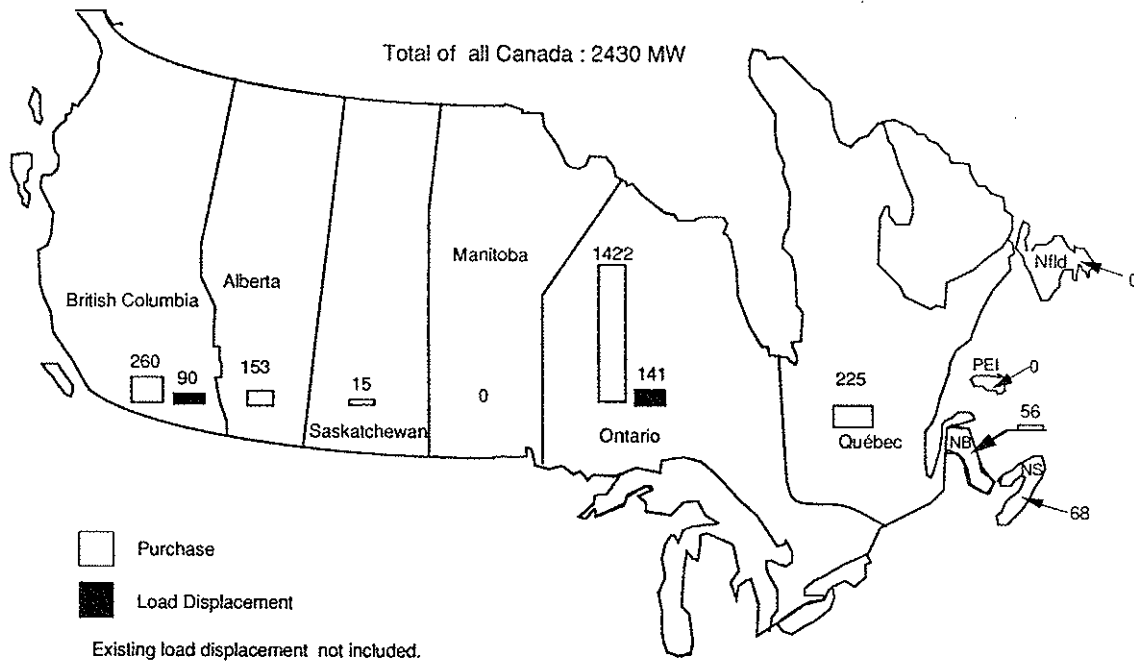 Total of all Canada : 2430 MW
Manitoba
1422
Nfld
0
Alberta
British Columbia
260
90
153
15
0
141
225
PEI
0
56
Saskatchewan
Ontario
Québec
NB
NS
68
Purchase
Load Displacement
Existing load displacement not included.